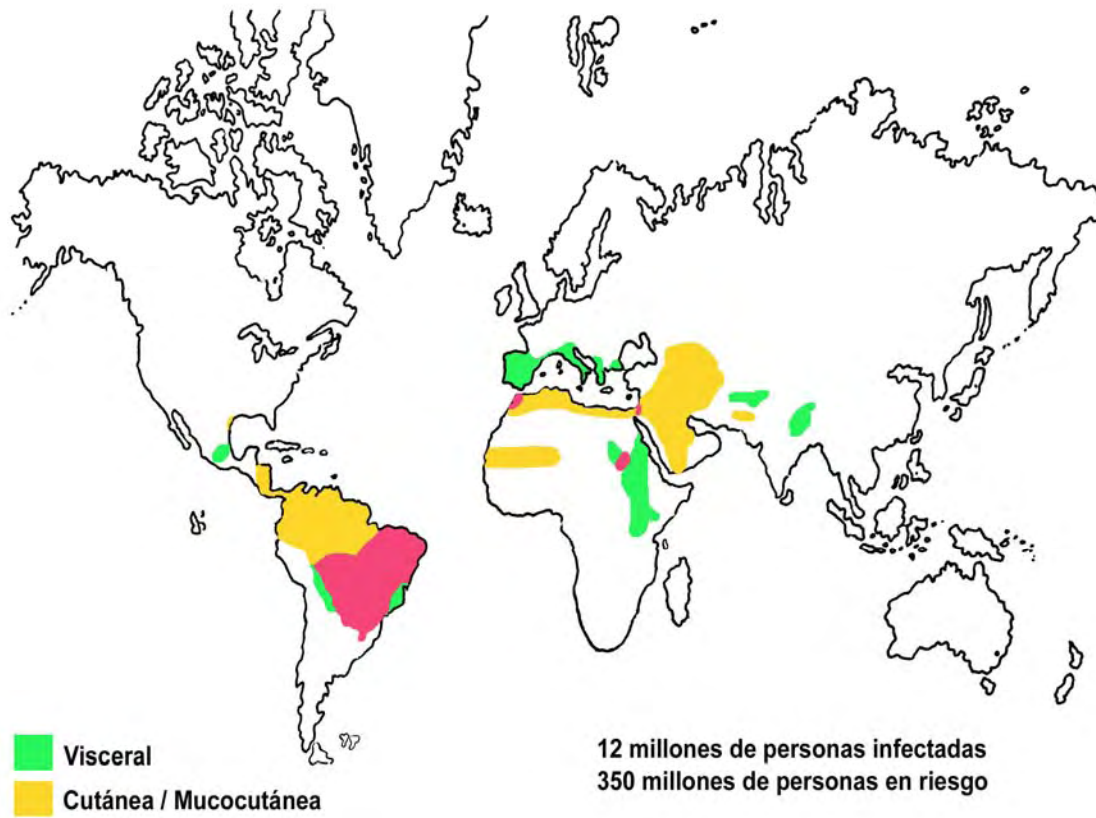 Visceral
Cutánea / Mucocutánea
12 millones de personas infectadas
350 millones de personas en riesgo